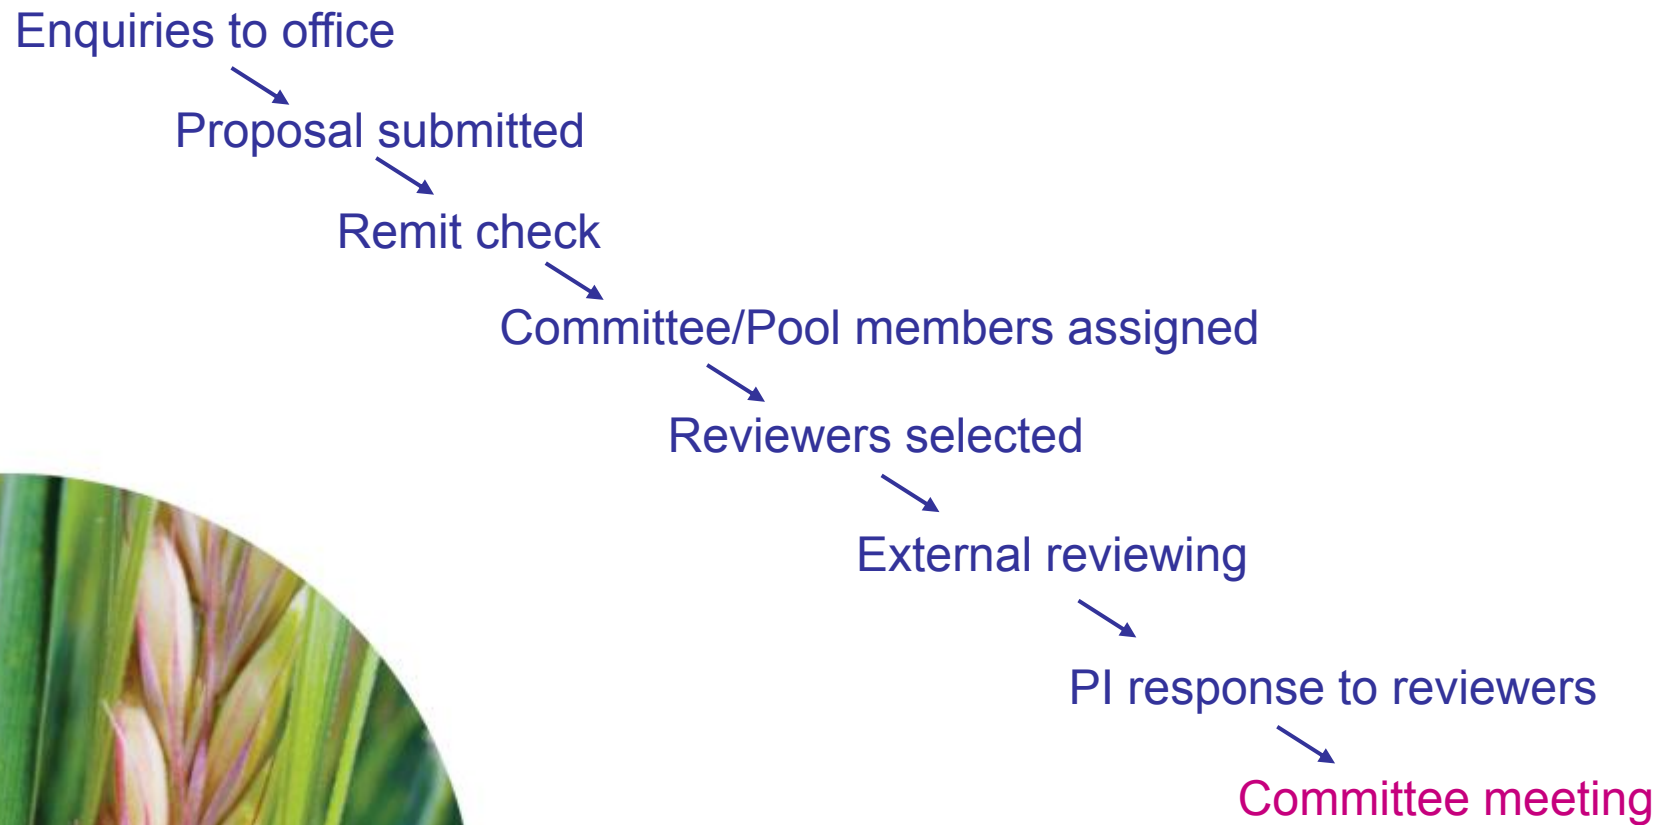 Enquiries to office
Proposal submitted
Remit check
Committee/Pool members assigned
Reviewers selected
External reviewing
PI response to reviewers
Committee meeting